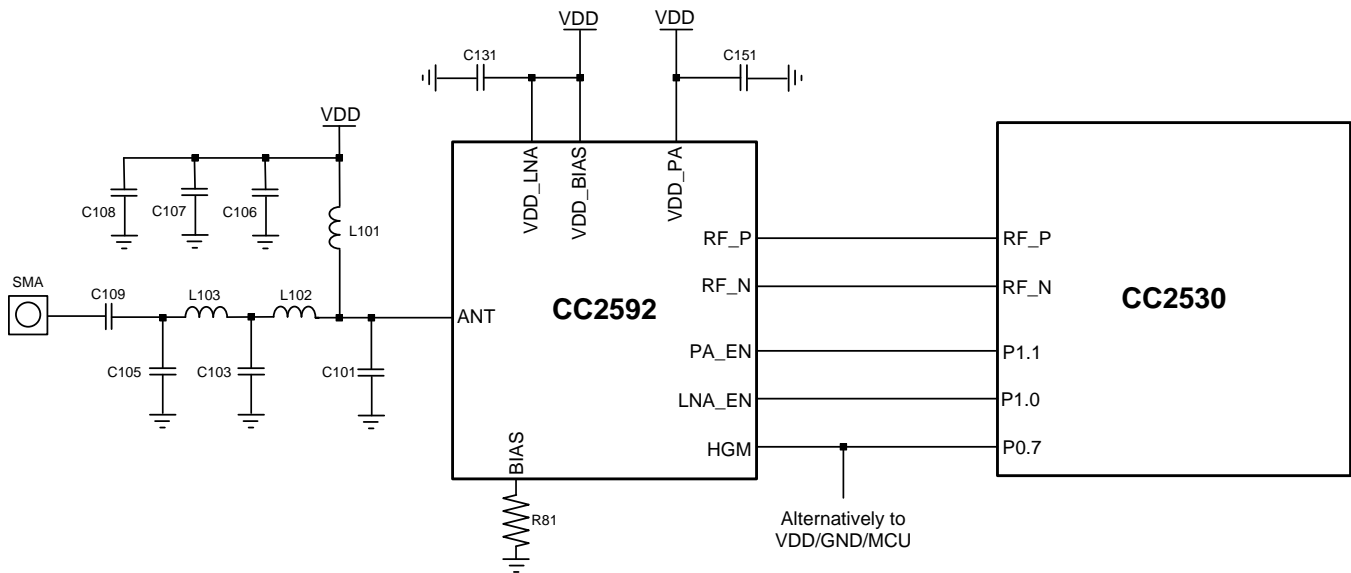 VDD
VDD
C131
C151
VDD
VDD_LNA
VDD_BIAS
VDD_PA
C108
C107
C106
L101
RF_P
RF_P
SMA
C109
L103
L102
RF_N
RF_N
CC2592
CC2530
ANT
PA_EN
P1.1
C105
C103
C101
LNA_EN
P1.0
BIAS
HGM
P0.7
R81
Alternatively to
VDD/GND/MCU